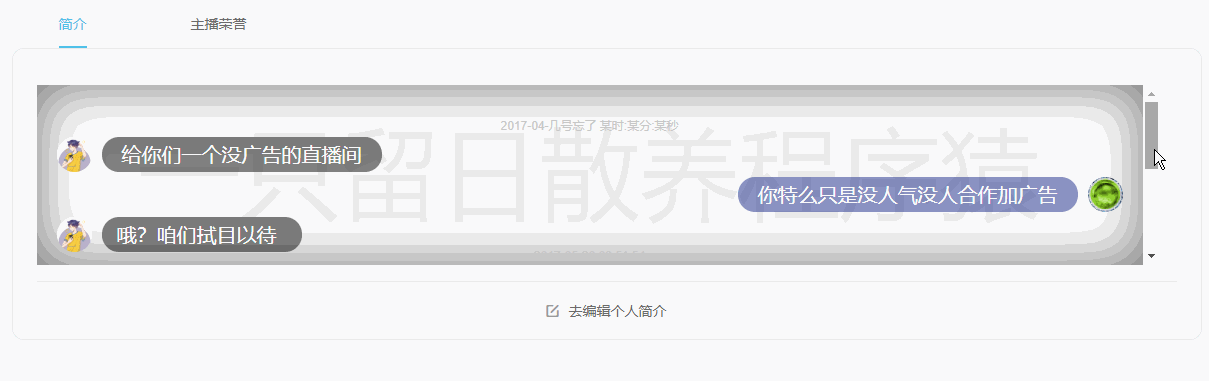 简介 主播荣誉
2017-04-几号忘了 某时:某分:某秒
一只留日散养程序猿
给你们一个没广告的直播间
你特么只是没人气没人合作加广告
哦？咱们拭目以待
去编辑个人简介